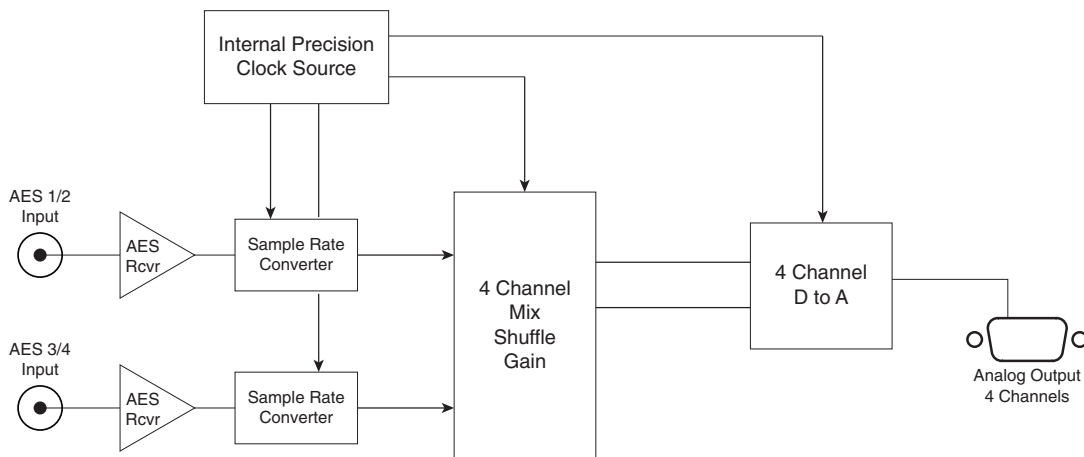 Internal Precision
Clock Source
AES 1/2
Input
AES
Rcvr
Sample Rate
Converter
4 Channel
Mix
Shuffle
Gain
4 Channel
D to A
AES 3/4
Input
AES
Rcvr
Sample Rate
Converter
Analog Output
4 Channels